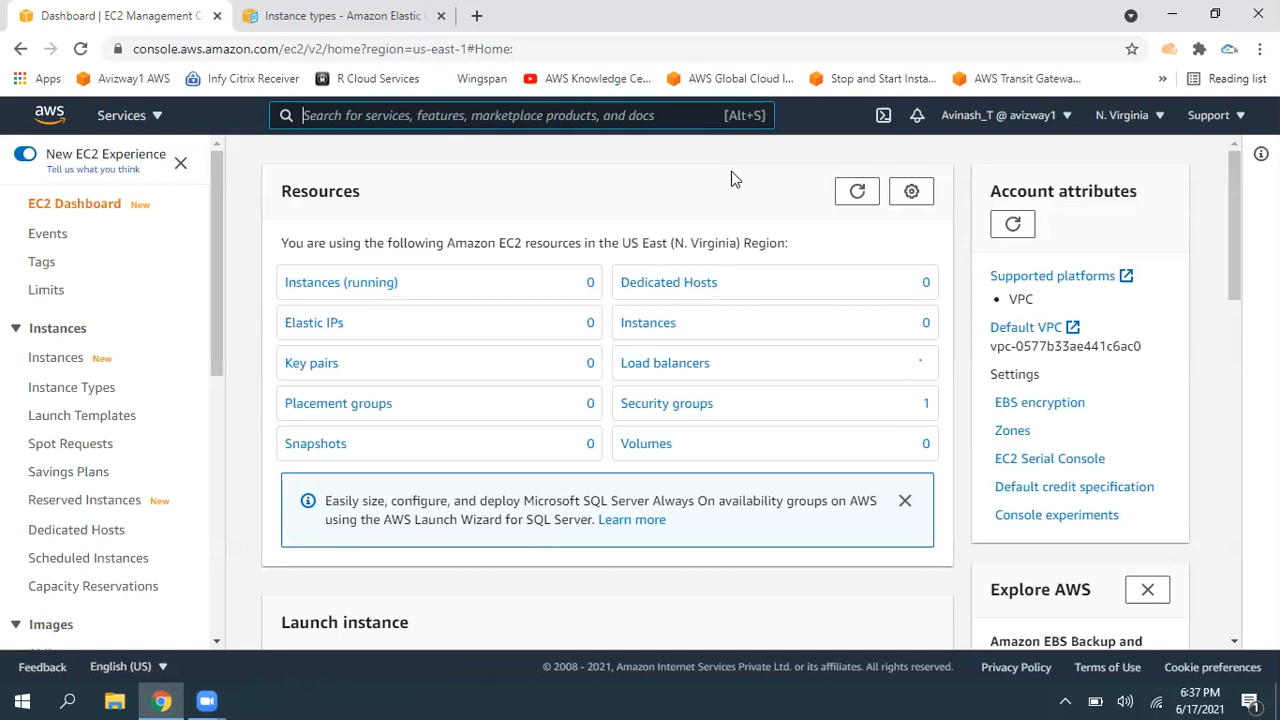 Dashboard | EC2 Management C
Instance types - Amazon Elastic C
console.aws.amazon.com/ec2/v2/home?region=us-east-1#Home:
Apps
Avizway1 AWS
Infy Citrix Receiver
R Cloud Services
Wingspan
AWS Knowledge Ce...
AWS Global Cloud I...
Stop and Start Insta...
AWS Transit Gatewa...
»
Reading list
aws
Services
Search for services, features, marketplace products, and docs
[Alt+S]
Avinash_T @ avizway1
N. Virginia
Support
New EC2 Experience
Tell us what you think
EC2 Dashboard New
Events
Tags
Limits
Instances
Instances New
Instance Types
Launch Templates
Spot Requests
Savings Plans
Reserved Instances New
Dedicated Hosts
Scheduled Instances
Capacity Reservations
Images
Resources
You are using the following Amazon EC2 resources in the US East (N. Virginia) Region:
Instances (running) 0
Dedicated Hosts 0
Elastic IPs 0
Instances 0
Key pairs 0
Load balancers
Placement groups 0
Security groups 1
Snapshots 0
Volumes 0
Easily size, configure, and deploy Microsoft SQL Server Always On availability groups on AWS
using the AWS Launch Wizard for SQL Server. Learn more
Launch instance
Account attributes
Supported platforms
• VPC
Default VPC
vpc-0577b33ae441c6ac0
Settings
EBS encryption
Zones
EC2 Serial Console
Default credit specification
Console experiments
Explore AWS
Amazon EBS Backup and
Feedback
English (US)
© 2008 - 2021, Amazon Internet Services Private Ltd. or its affiliates. All rights reserved.
Privacy Policy
Terms of Use
Cookie preferences
6:37 PM
6/17/2021
1